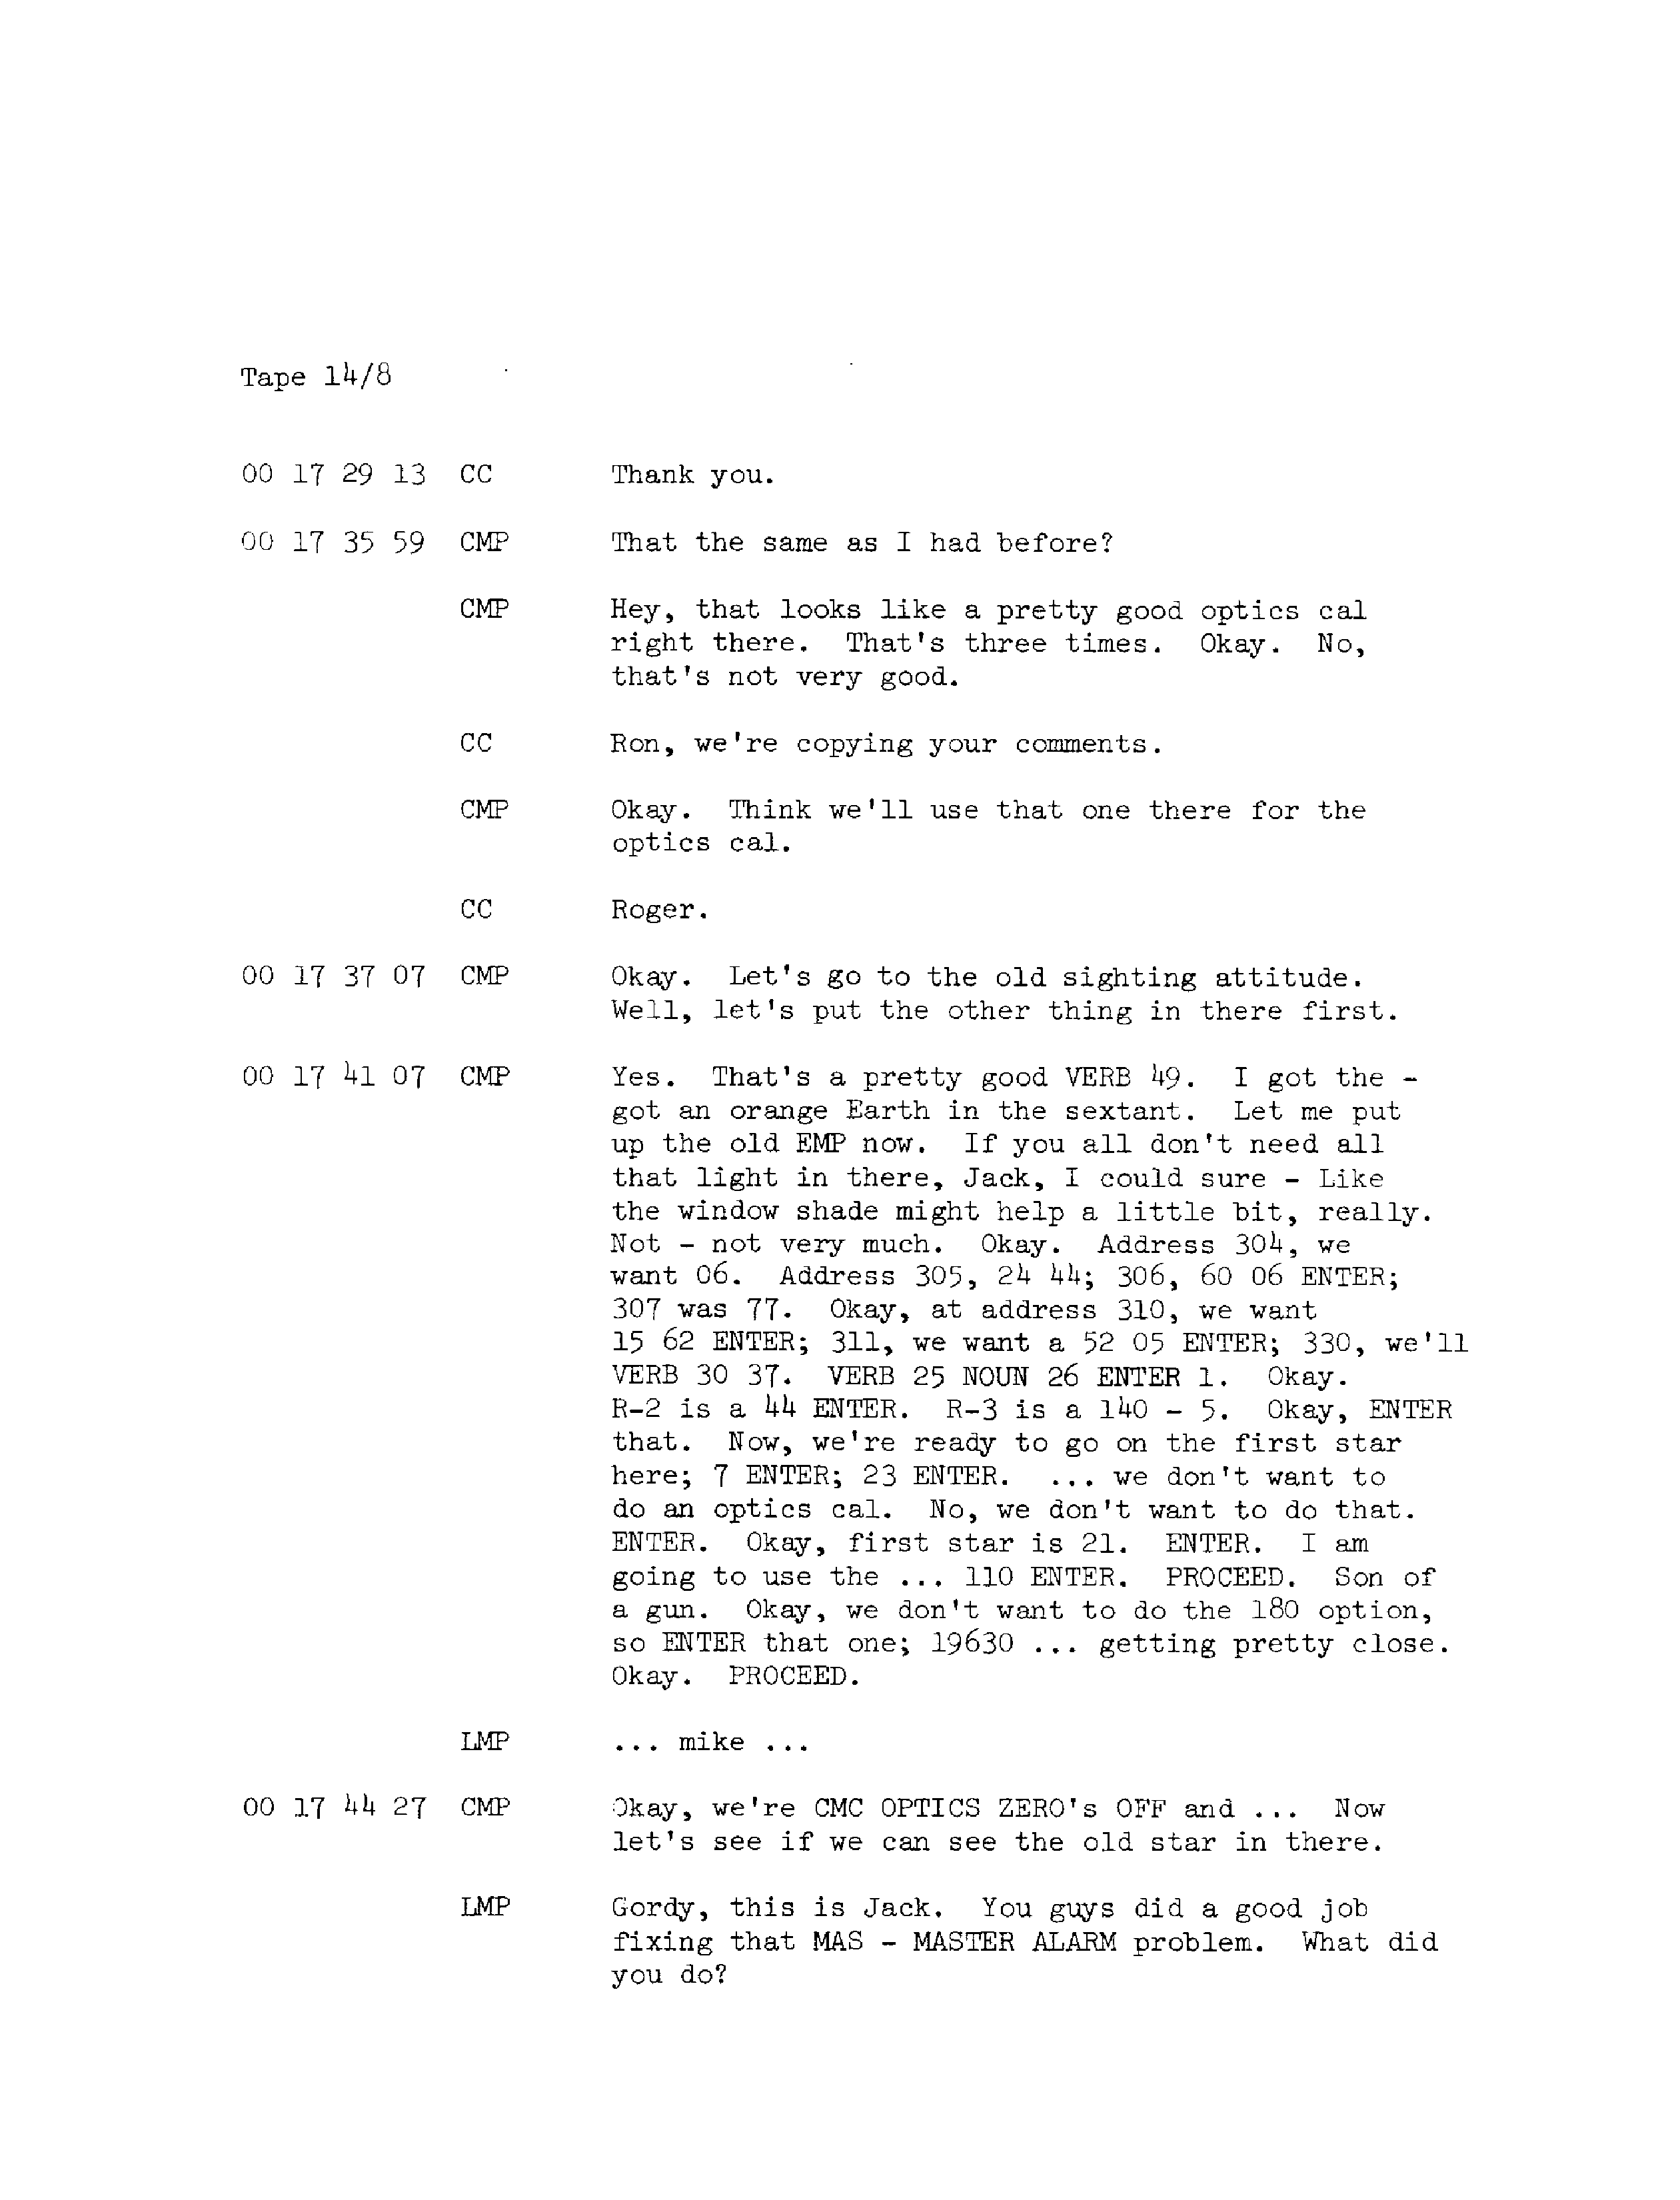 Tape 14/8
00 17 29 13 CC Thank you.
00 17 35 59 CMP That the same as I had before?
CMP Hey, that looks like a pretty good optics cal
right there. That's three times. Okay. No,
that's not very good.
CC Ron, we're copying your comments.
CMP Okay. Think we'll use that one there for the
optics cal.
CC Roger.
00 17 37 07 CMP Okay. Let's go to the old sighting attitude.
Well, let's put the other thing in there first.
00 17 41 07 CMP Yes. That's a pretty good VERB 49. I got the -
got an orange Earth in the sextant. Let me put
up the old EMP now. If you all don't need all
that light in there, Jack, I could sure - Like
the window shade might help a little bit, really.
Not - not very much. Okay. Address 304, we
want 06. Address 305, 24 44; 306, 60 06 ENTER;
307 was 77. Okay, at address 310, we want
15 62 ENTER; 311, we want a 52 05 ENTER; 330, we'll
VERB 30 37. VERB 25 NOUN 26 ENTER 1. Okay.
R-2 is a 44 ENTER. R-3 is a 140 - 5. Okay, ENTER
that. Now, we're ready to go on the first star
here; 7 ENTER; 23 ENTER. ... we don't want to
do an optics cal. No, we don't want to do that.
ENTER. Okay, first star is 21. ENTER. I am
going to use the ... 110 ENTER. PROCEED. Son of
a gun. Okay, we don't want to do the 180 option,
so ENTER that one; 19630 ... getting pretty close.
Okay. PROCEED.
LMP ... mike ...
00 17 44 27 CMP Okay, we're CMC OPTICS ZERO's OFF and ... Now
let's see if we can see the old star in there.
LMP Gordy, this is Jack. You guys did a good job
fixing that MAS - MASTER ALARM problem. What did
you do?